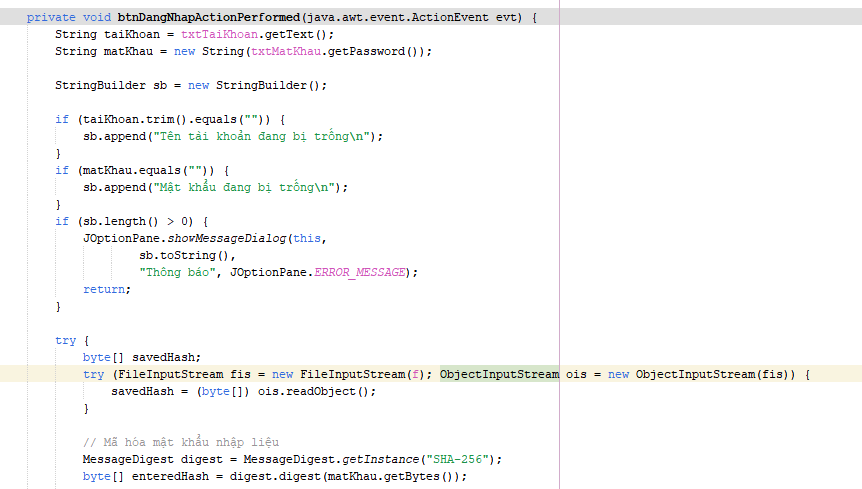 private void btnDangNhapActionPerformed(java.awt.event.ActionEvent evt) {
String taiKhoan = txtTaiKhoan.getText();
String matKhau = new String(txtMatKhau.getPassword());
StringBuilder sb = new StringBuilder();
if (taiKhoan.trim().equals("")) {
sb.append("Tên tài khoản đang bị trống\n");
}
if (matKhau.equals("")) {
sb.append("Mật khẩu đang bị trống\n");
}
if (sb.length() > 0) {
JOptionPane.showMessageDialog(this,
sb.toString(),
"Thông báo", JOptionPane.ERROR_MESSAGE);
return;
}
try {
byte[] savedHash;
try (FileInputStream fis = new FileInputStream(f); ObjectInputStream ois = new ObjectInputStream(fis)) {
savedHash = (byte[]) ois.readObject();
}
// Mã hóa mật khẩu nhập liệu
MessageDigest digest = MessageDigest.getInstance("SHA-256");
byte[] enteredHash = digest.digest(matKhau.getBytes());